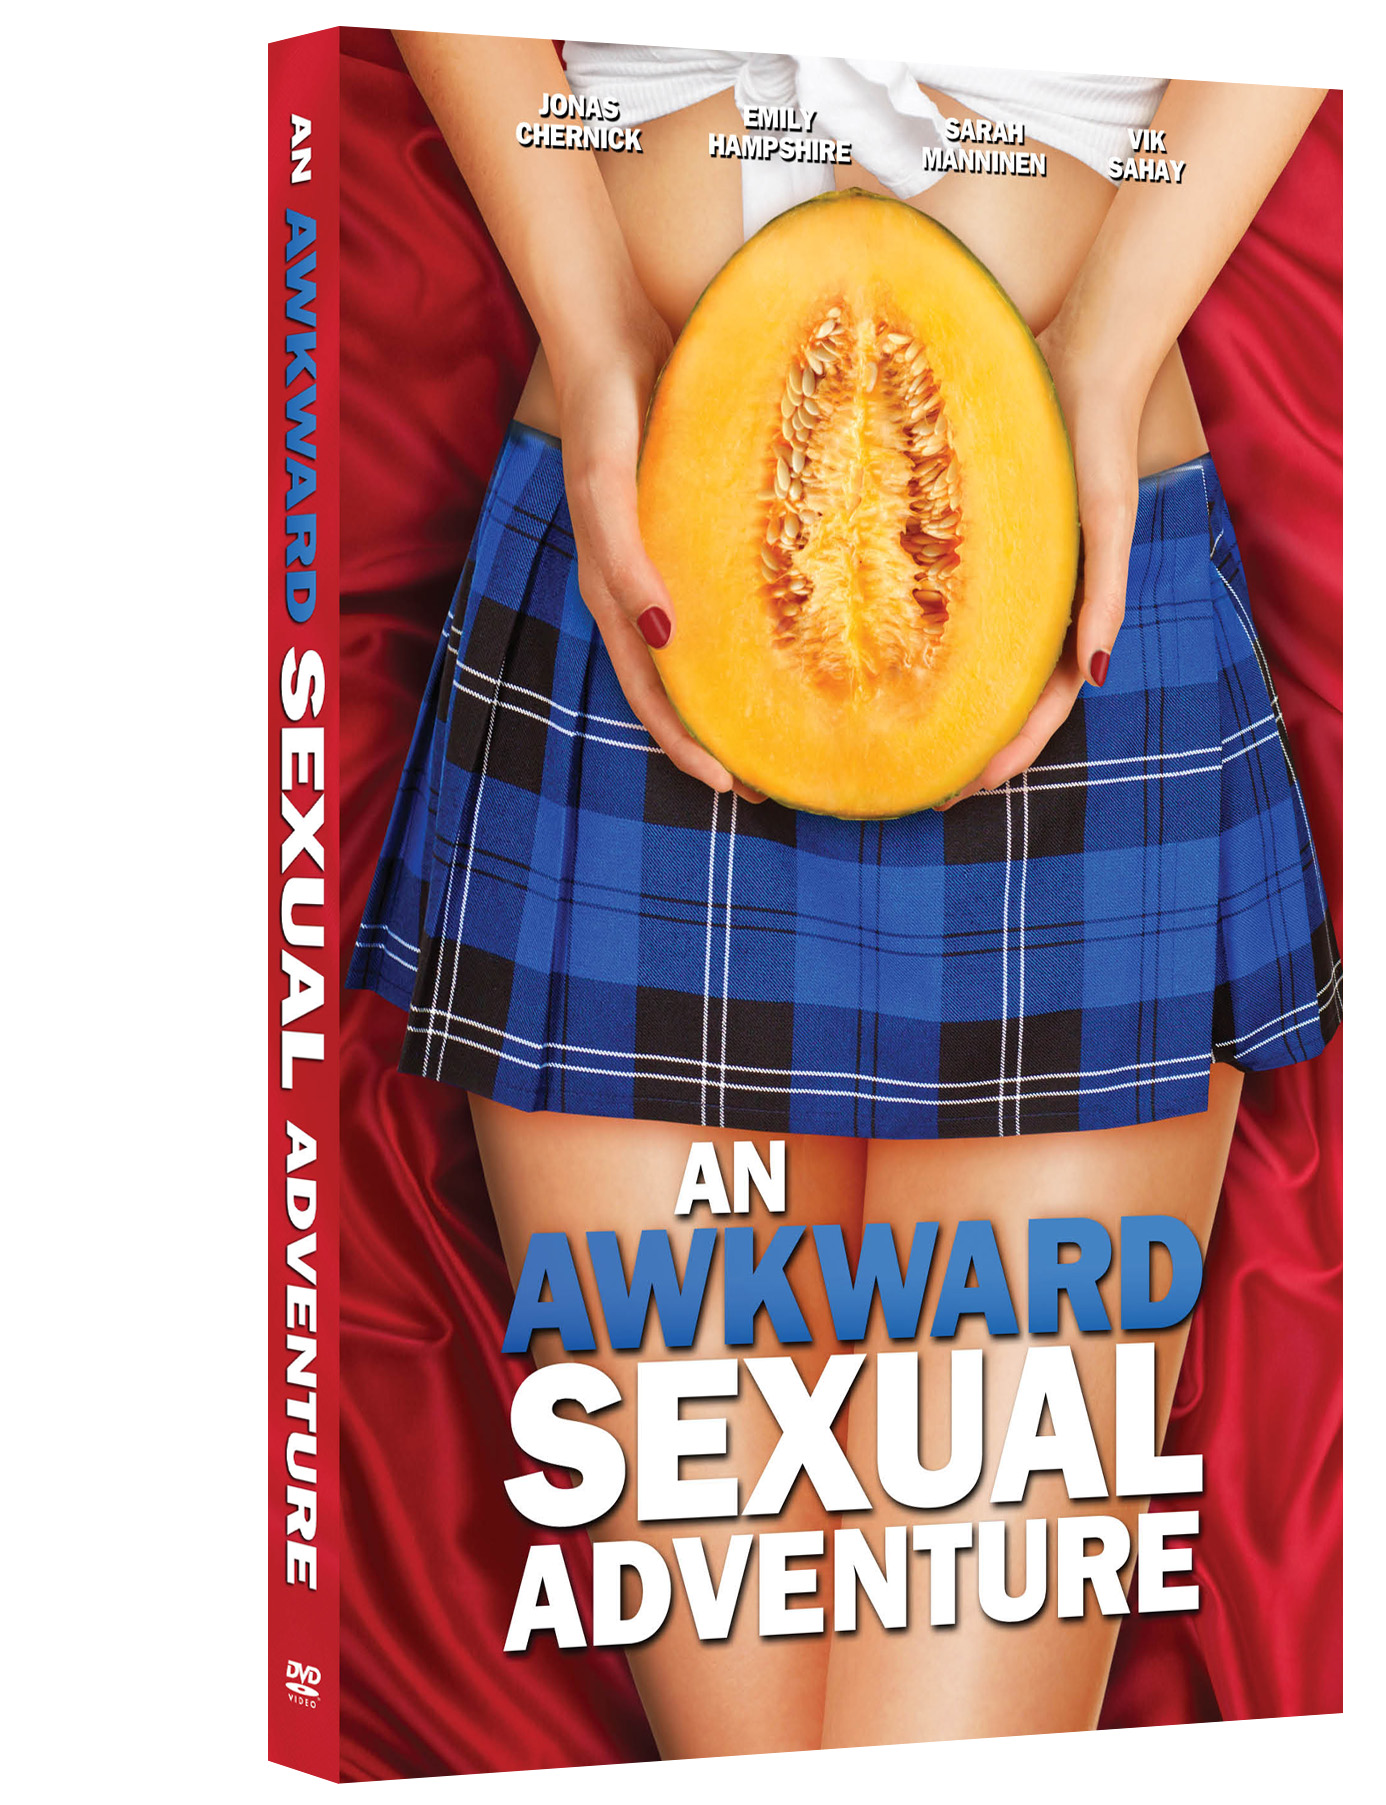 AN AWKWARD SEXUAL ADVENTURE
DVD
VIDEO
JONAS
CHERNICK
EMILY
HAMPSHIRE
SARAH
MANNINEN
VIK
SAHAY
AN
AWKWARD
SEXUAL
ADVENTURE